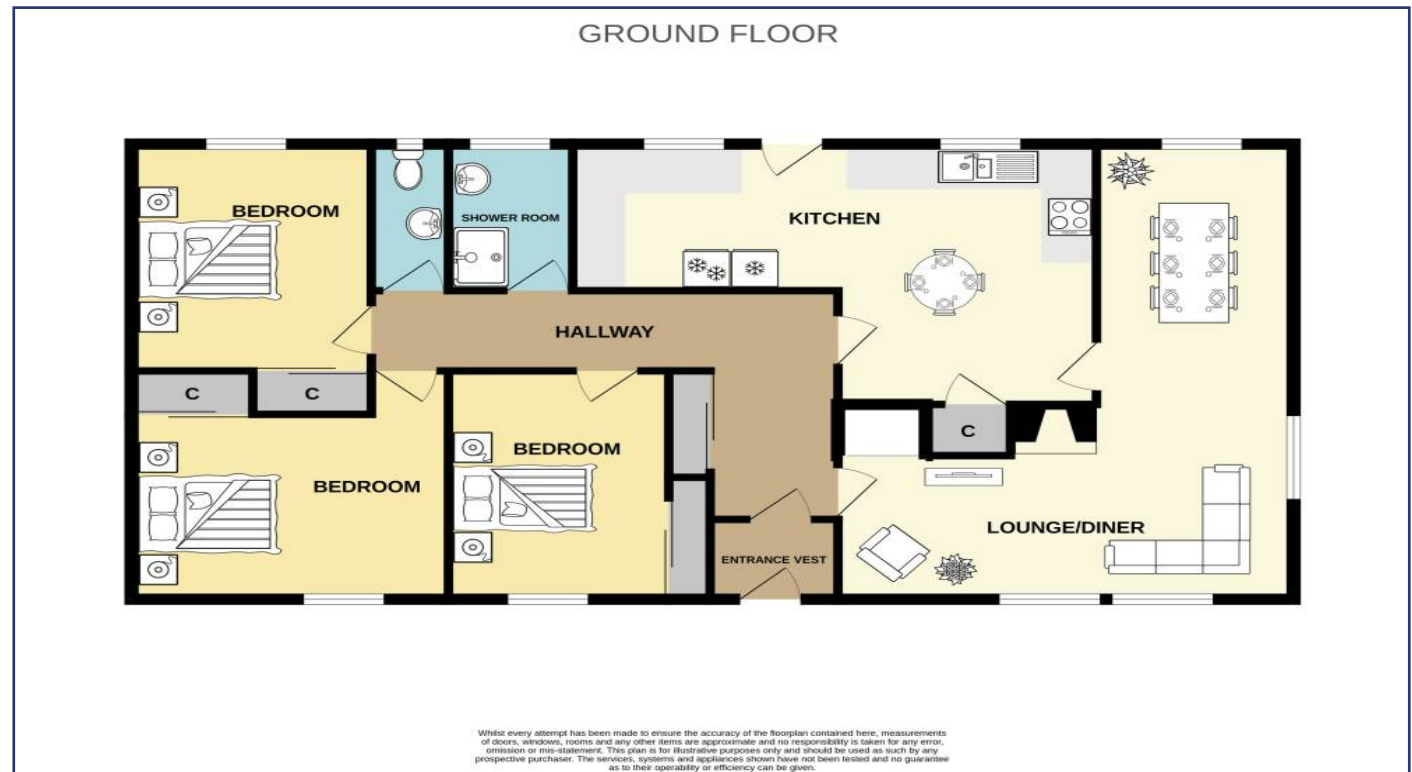 GROUND FLOOR
BEDROOM
SHOWER ROOM
KITCHEN
HALLWAY
C
C
C
BEDROOM
BEDROOM
LOUNGE/DINER
ENTRANCE VEST
Whilst every attempt has been made to ensure the accuracy of the floorplan contained here, measurements
of doors, windows, rooms and any other items are approximate and no responsibility is taken for any error,
omission or mis-statement. This plan is for illustrative purposes only and should be used as such by any
prospective purchaser. The services, systems and appliances shown have not been tested and no guarantee
as to their operability or efficiency can be given.